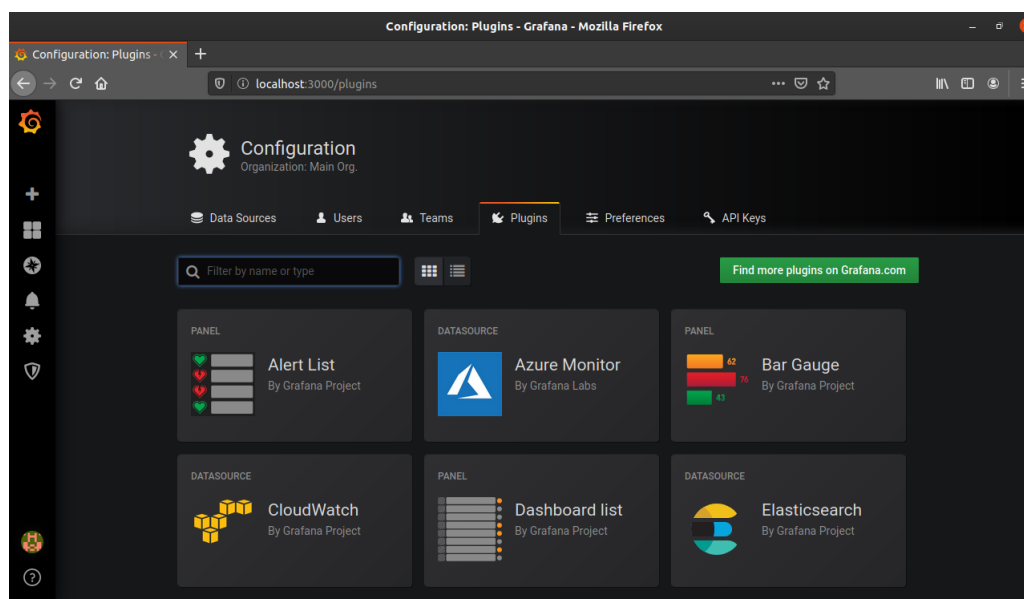 Configuration: Plugins - Grafana - Mozilla Firefox
Configuration: Plugins -
localhost:3000/plugins
Configuration
Organization: Main Org.
Data Sources
Users
Teams
Plugins
Preferences
API Keys
Filter by name or type
Find more plugins on Grafana.com
PANEL
DATASOURCE
PANEL
Alert List
By Grafana Project
Azure Monitor
By Grafana Labs
62
76
43
Bar Gauge
By Grafana Project
DATASOURCE
PANEL
DATASOURCE
CloudWatch
By Grafana Project
Dashboard list
By Grafana Project
Elasticsearch
By Grafana Project